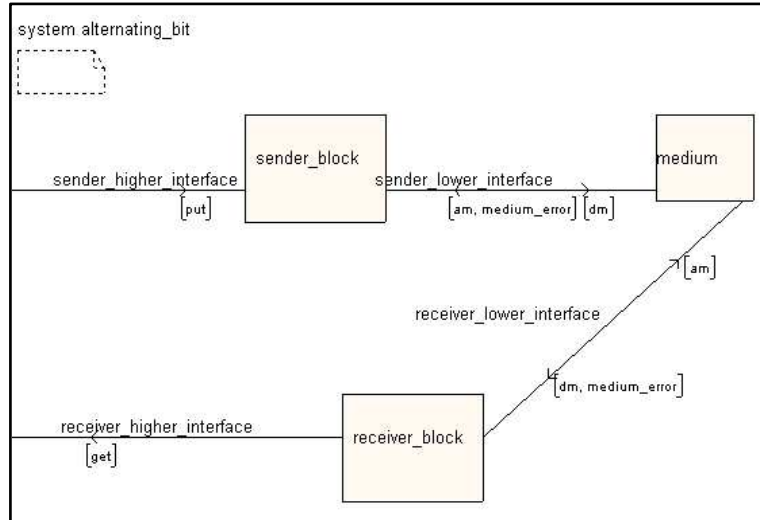 system alternating_bit
sender_block
medium
sender_higher_interface
sender_lower_interface
[put]
[am, medium_error] [dm]
[am]
receiver_lower_interface
[dm, medium_error]
receiver_higher_interface
receiver_block
[get]